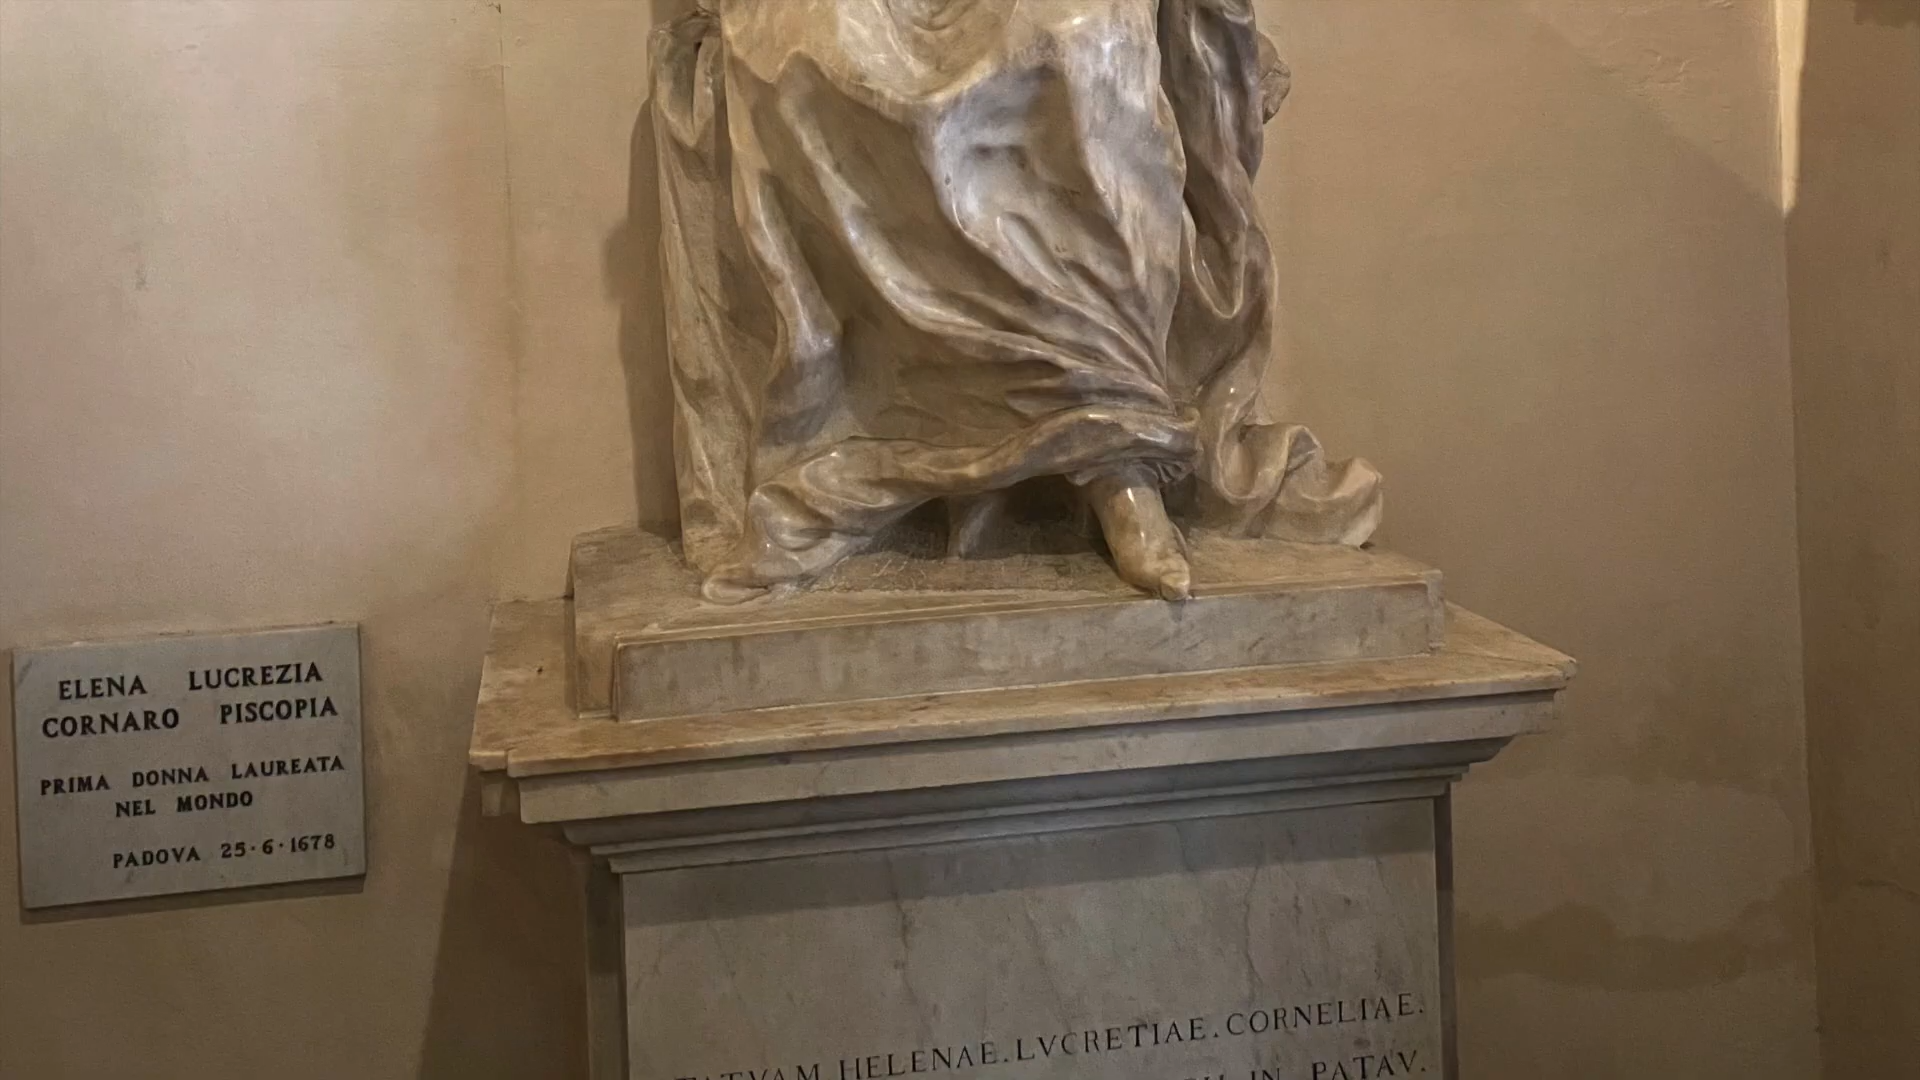 ELENA LUCREZIA
CORNARO PISCOPIA
PRIMA DONNA LAUREATA
NEL MONDO
PADOVA 25·6·1678
HELENAE.LVCRETIAE.CORNELIAE.
IN PATAV.